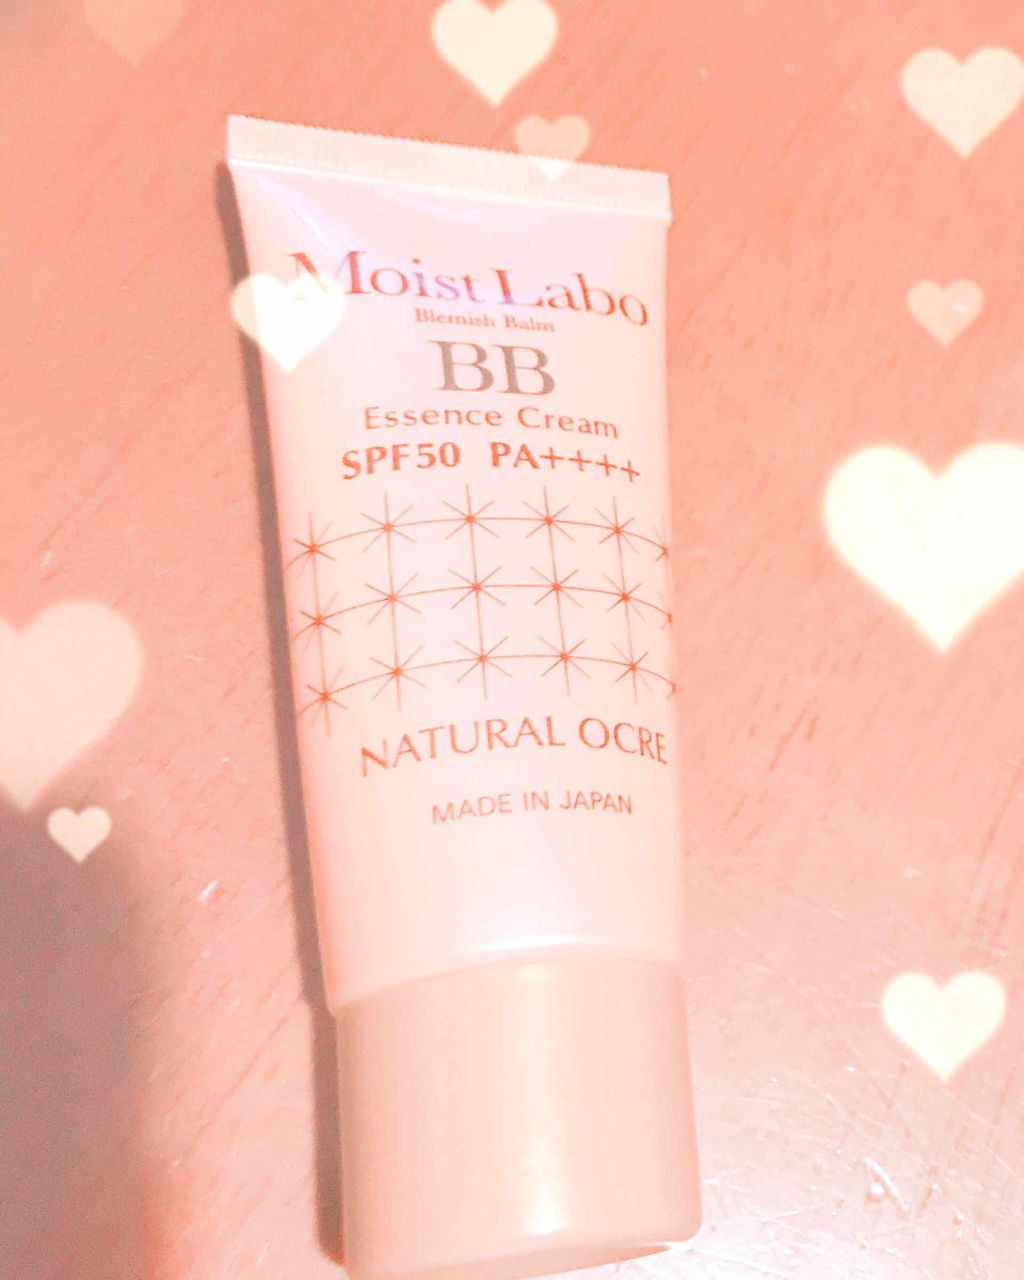 Moist Labo
Blemish Balm
BB
Essence Cream
SPF50 PA++++
NATURAL OCRE
MADE IN JAPAN